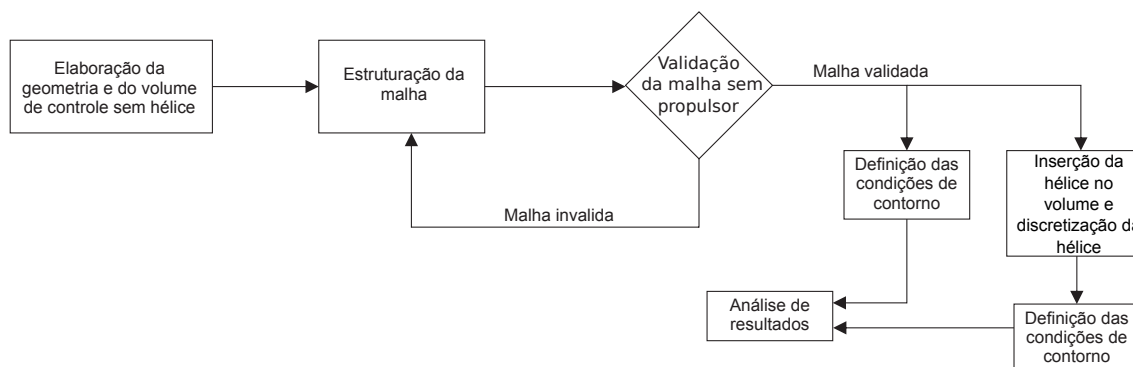 Elaboração da
geometria e do volume
de controle sem hélice
Estruturação da
malha
Validação
da malha sem
propulsor
Malha validada
Malha invalida
Definição das
condições de
contorno
Inserção da
hélice no
volume e
discretização da
hélice
Análise de
resultados
Definição das
condições de
contorno